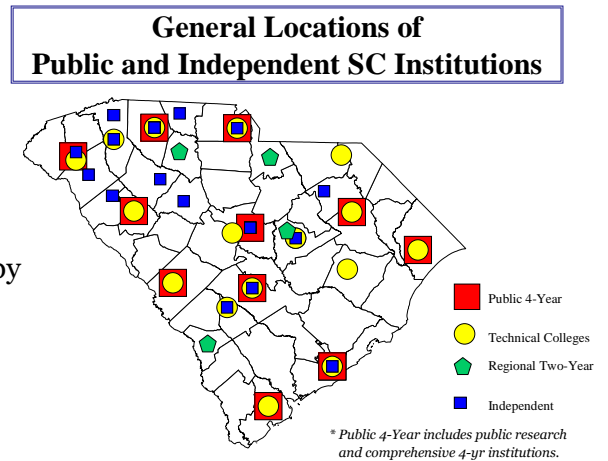 General Locations of
Public and Independent SC Institutions
by
Public 4-Year
Technical Colleges
Regional Two-Year
Independent
* Public 4-Year includes public research
and comprehensive 4-yr institutions.